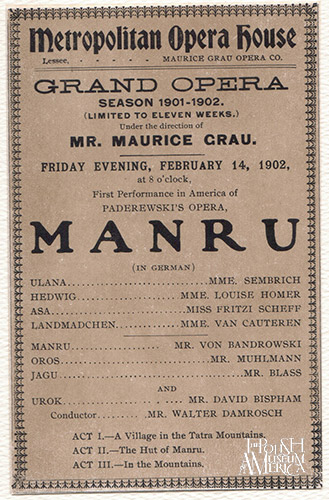 Metropolitan Opera House
Lessee, - - - - - - MAURICE GRAU OPERA CO.
GRAND OPERA
SEASON 1901-1902.
(LIMITED TO ELEVEN WEEKS.)
Under the direction of
MR. MAURICE GRAU.
FRIDAY EVENING, FEBRUARY 14, 1902,
at 8 o'clock,
First Performance in America of
PADEREWSKI'S OPERA,
MANRU
(IN GERMAN)
ULANA....................MME. SEMBRICH
HEDWIG................MME. LOUISE HOMER
ASA....................MISS FRITZI SCHEFF
LANDMADCHEN............MME. VAN CAUTEREN
MANRU................MR. VON BANDROWSKI
OROS....................MR. MUHLMANN
JAGU....................MR. BLASS
AND
UROK................MR. DAVID BISPHAM
Conductor........MR. WALTER DAMROSCH
ACT I.—A Village in the Tatra Mountains.
ACT II.—The Hut of Manru.
ACT III.—In the Mountains.
THE POLISH
MUSEUM OF
AMERICA